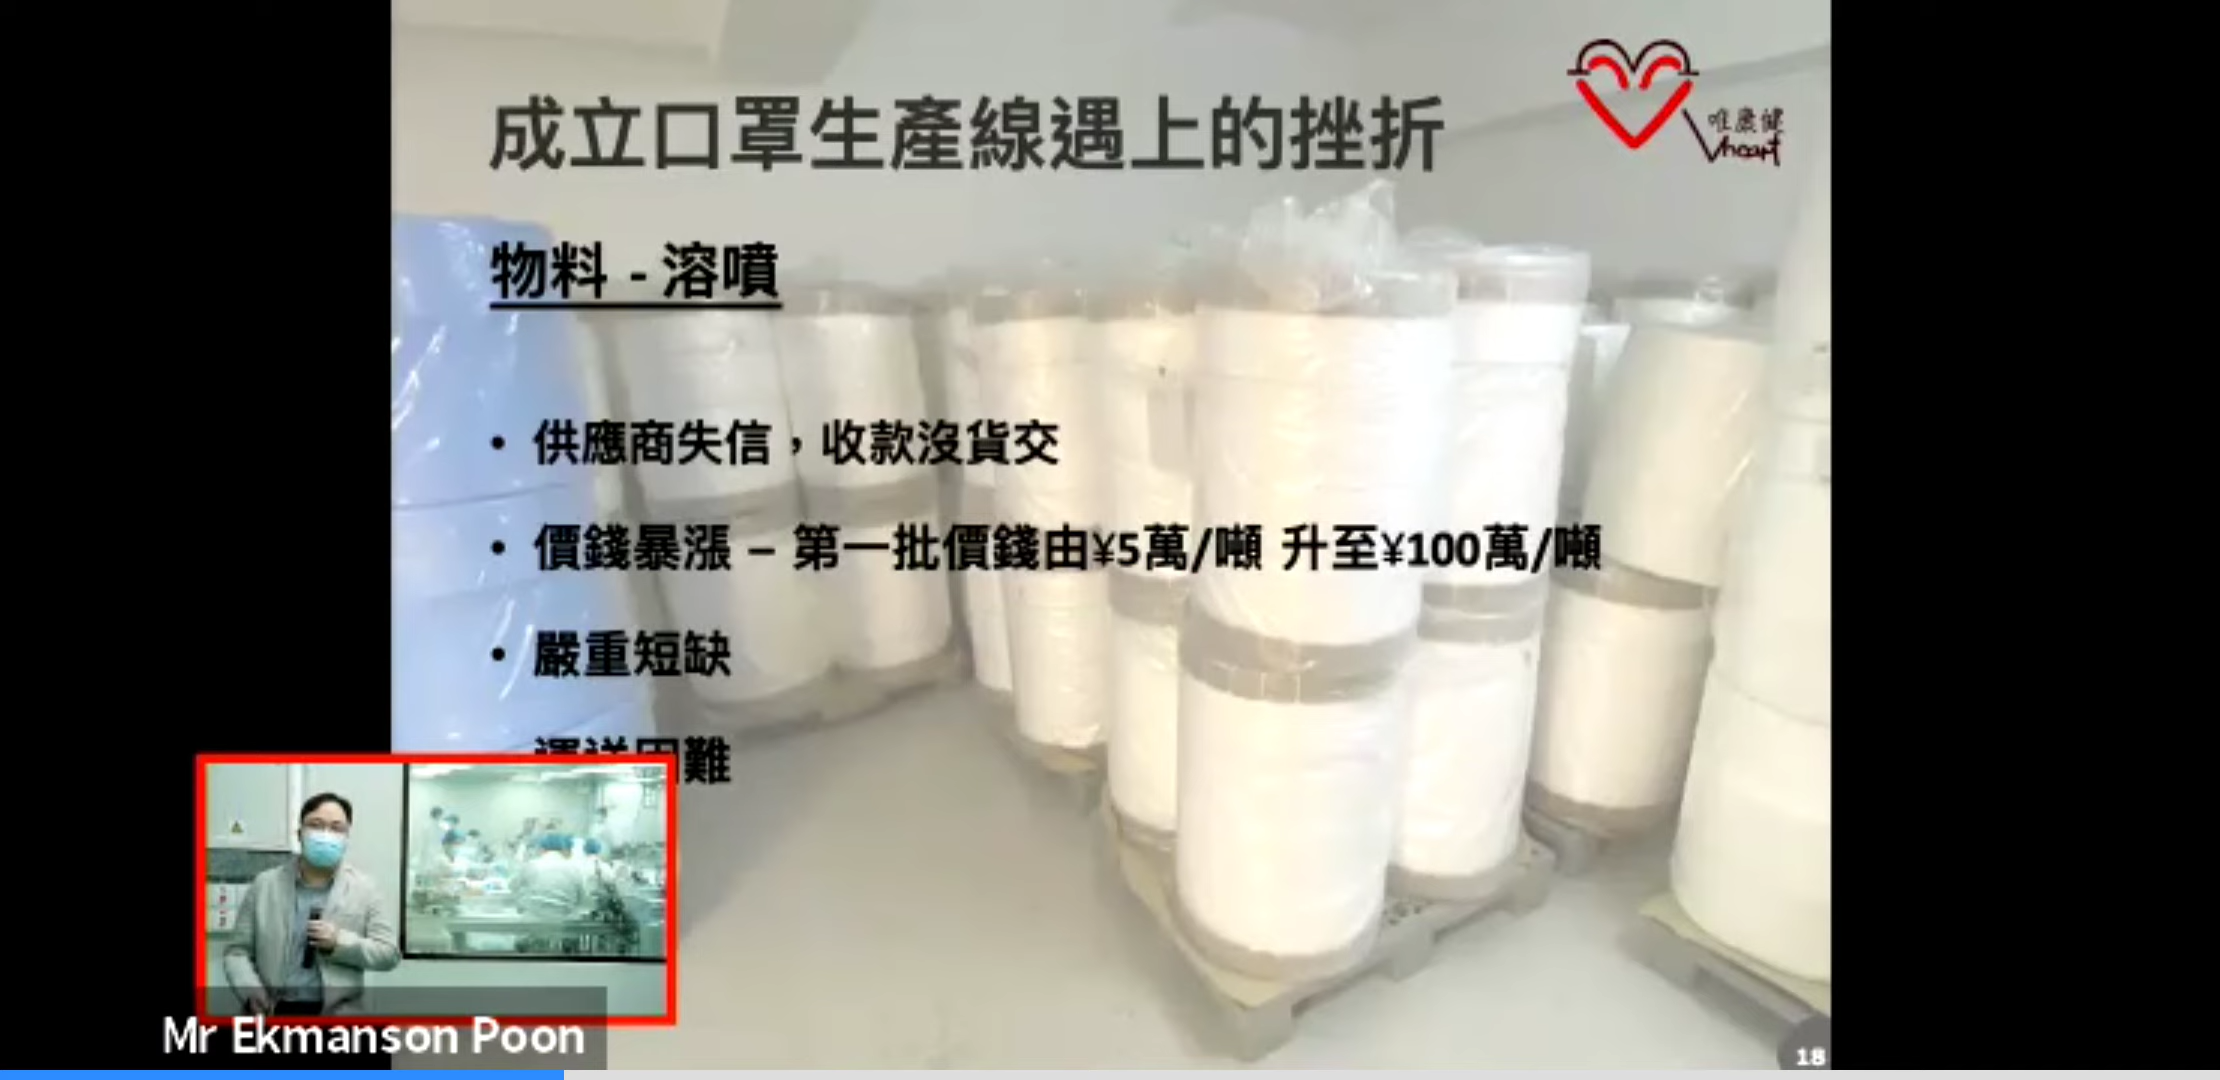 成立口罩生產線遇上的挫折
唯康健
Vheart
物料 - 溶噴
• 供應商失信，收款沒貨交
• 價錢暴漲 – 第一批價錢由¥5萬/噸 升至¥100萬/噸
• 嚴重短缺
運送困難
Mr Ekmanson Poon
18